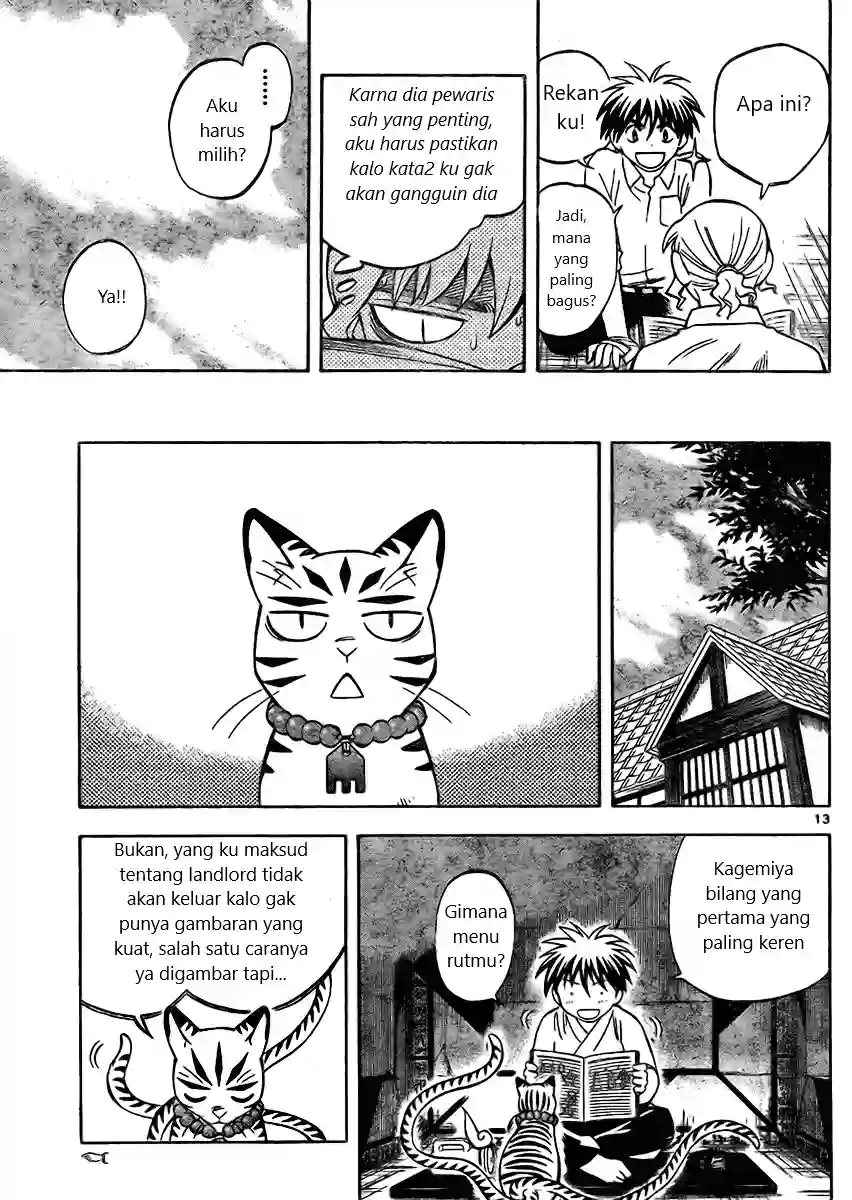 Apa ini?
Rekan
ku!
Jadi,
mana
yang
paling
bagus?
Karna dia pewaris
sah yang penting,
aku harus pastikan
kalo kata2 ku gak
akan gangguin dia
......
Aku
harus
milih?
Ya!!
13
Kagemiya
bilang yang
pertama yang
paling keren
Gimana
menu
rutmu?
Bukan, yang ku maksud
tentang landlord tidak
akan keluar kalo gak
punya gambaran yang
kuat, salah satu caranya
ya digambar tapi...